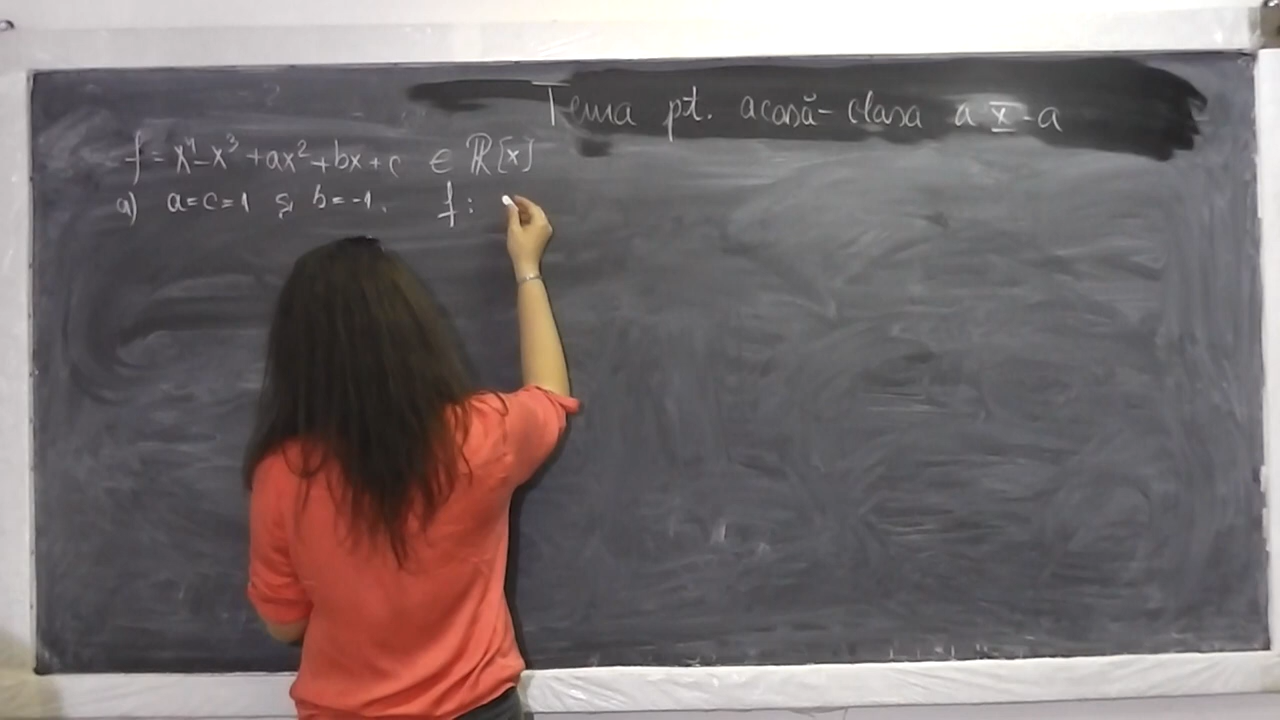 Tema pt. acasă - clasa a X-a
f = x⁴ - x³ + ax² + bx + c ∈ ℝ[x]
a) a = c = 1 și b = -1. f :